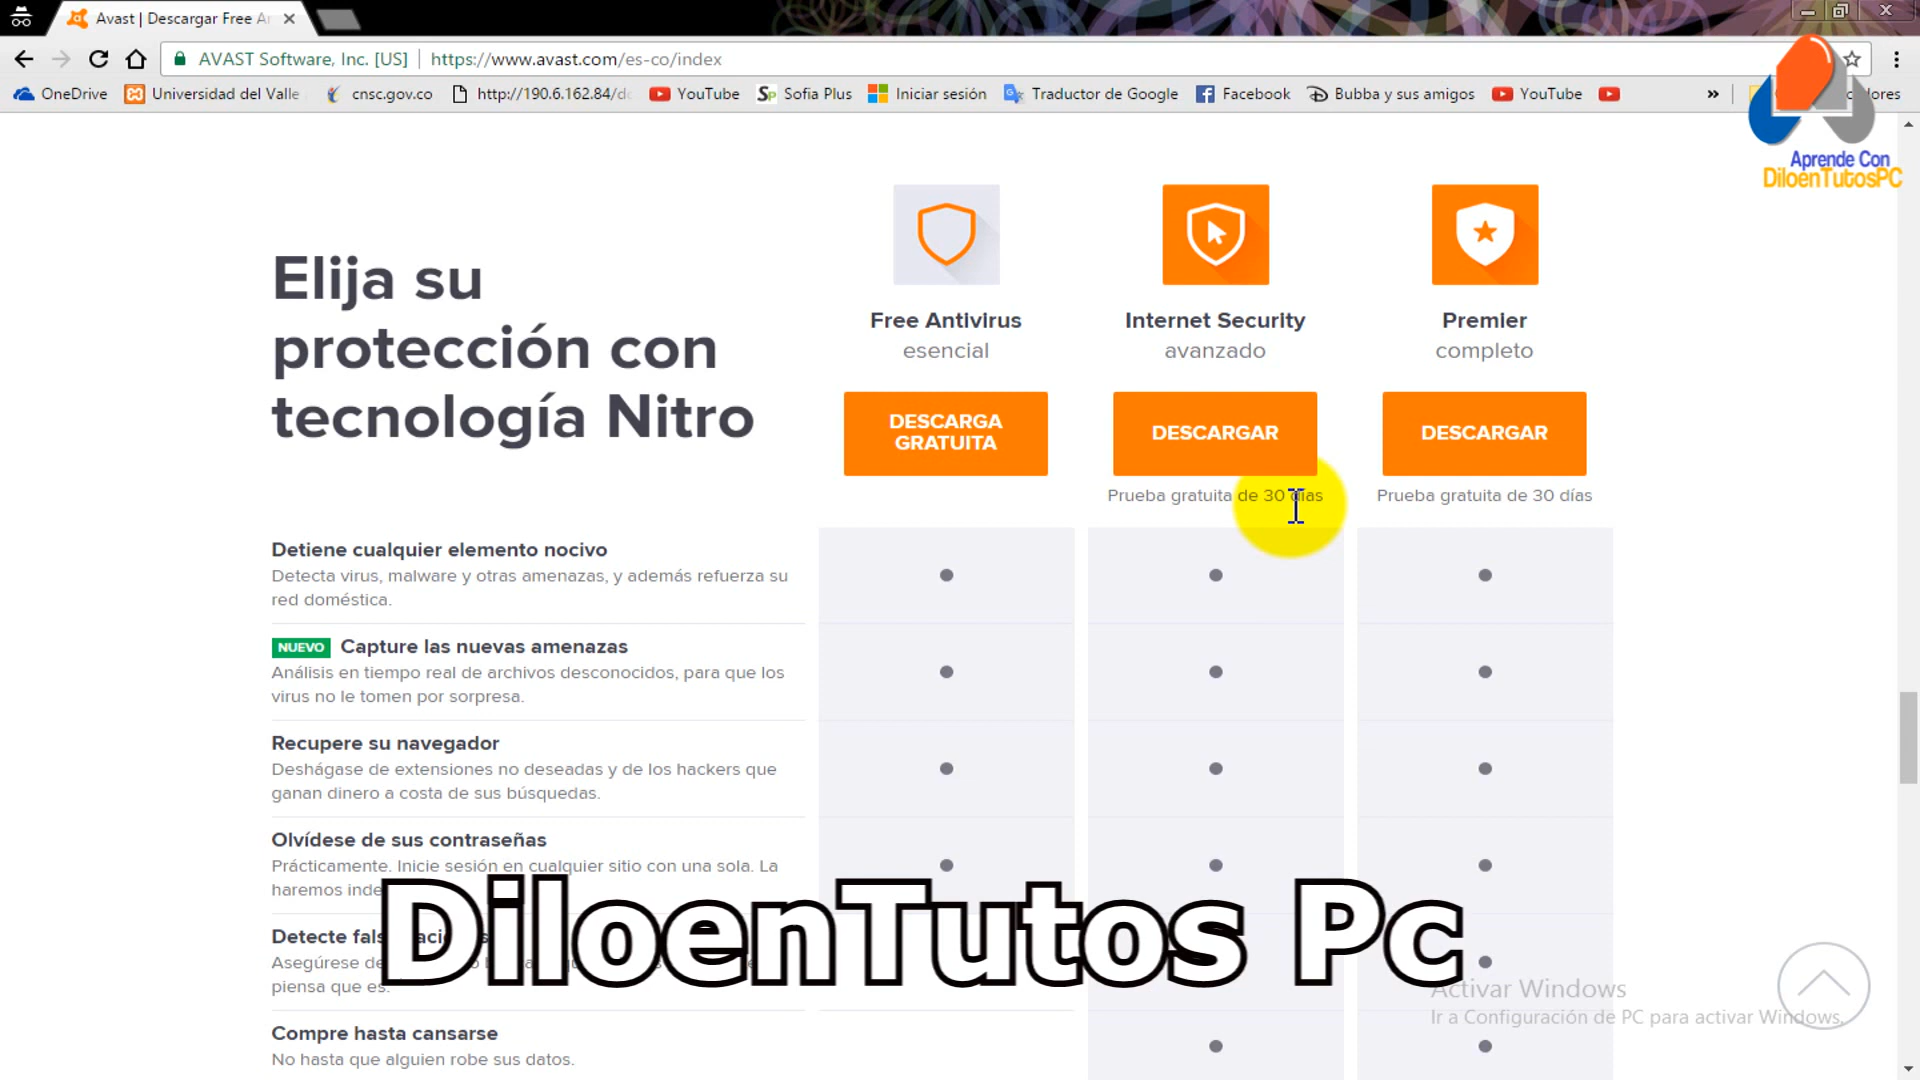 Avast | Descargar Free A
AVAST Software, Inc. [US] https://www.avast.com/es-co/index
OneDrive Universidad del Valle cnsc.gov.co http://190.6.162.84/dc YouTube Sofia Plus Iniciar sesión Traductor de Google Facebook Bubba y sus amigos YouTube »
Aprende Con
DiloenTutosPC
Elija su
protección con
tecnología Nitro
Free Antivirus
esencial
DESCARGA
GRATUITA
Internet Security
avanzado
DESCARGAR
Prueba gratuita de 30 días
Premier
completo
DESCARGAR
Prueba gratuita de 30 días
Detiene cualquier elemento nocivo
Detecta virus, malware y otras amenazas, y además refuerza su
red doméstica.
NUEVO Capture las nuevas amenazas
Análisis en tiempo real de archivos desconocidos, para que los
virus no le tomen por sorpresa.
Recupere su navegador
Deshágase de extensiones no deseadas y de los hackers que
ganan dinero a costa de sus búsquedas.
Olvídese de sus contraseñas
Prácticamente. Inicie sesión en cualquier sitio con una sola. La
haremos
Detecte
Asegúrese
piensa que es.
DiloenTutos Pc
Compre hasta cansarse
No hasta que alguien robe sus datos.
Activar Windows
Ir a Configuración de PC para activar Windows.